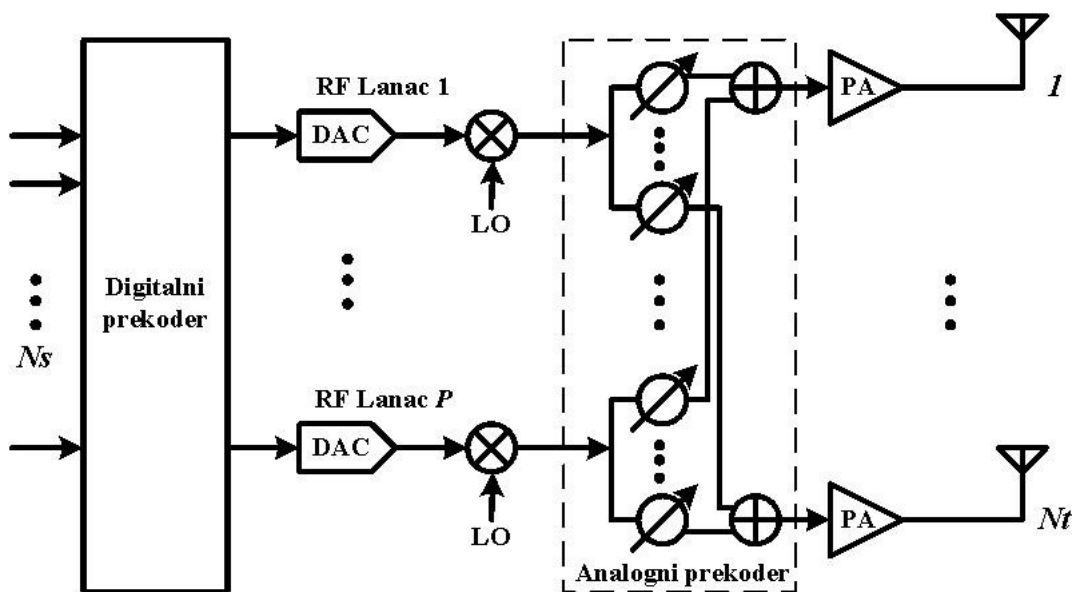 RF Lanac 1
DAC
LO
PA
1
Digitalni
prekoder
Ns
RF Lanac P
DAC
LO
PA
Nt
Analogni prekoder